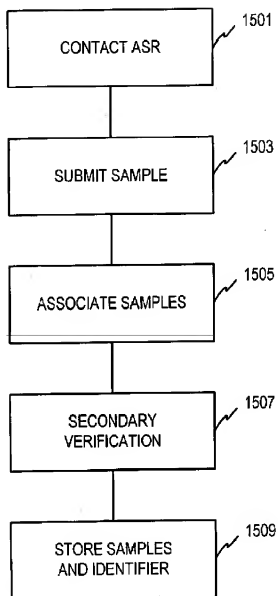 1501
CONTACT ASR
1503
SUBMIT SAMPLE
1505
ASSOCIATE SAMPLES
1507
SECONDARY
VERIFICATION
1509
STORE SAMPLES
AND IDENTIFIER